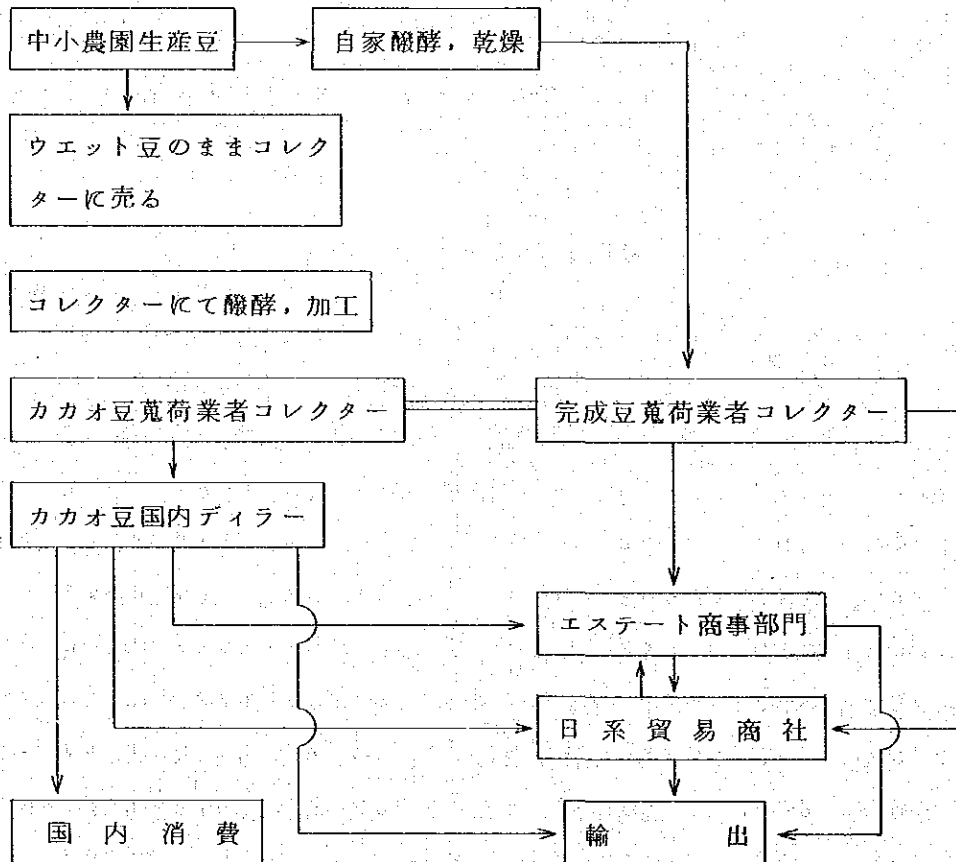 中小農園生産豆
自家醗酵，乾燥
ウエット豆のままコレク
ターに売る
コレクターにて醗酵，加工
カカオ豆蒐荷業者コレクター
完成豆蒐荷業者コレクター
カカオ豆国内ディラー
エステート商事部門
日系貿易商社
国内消費
輸出